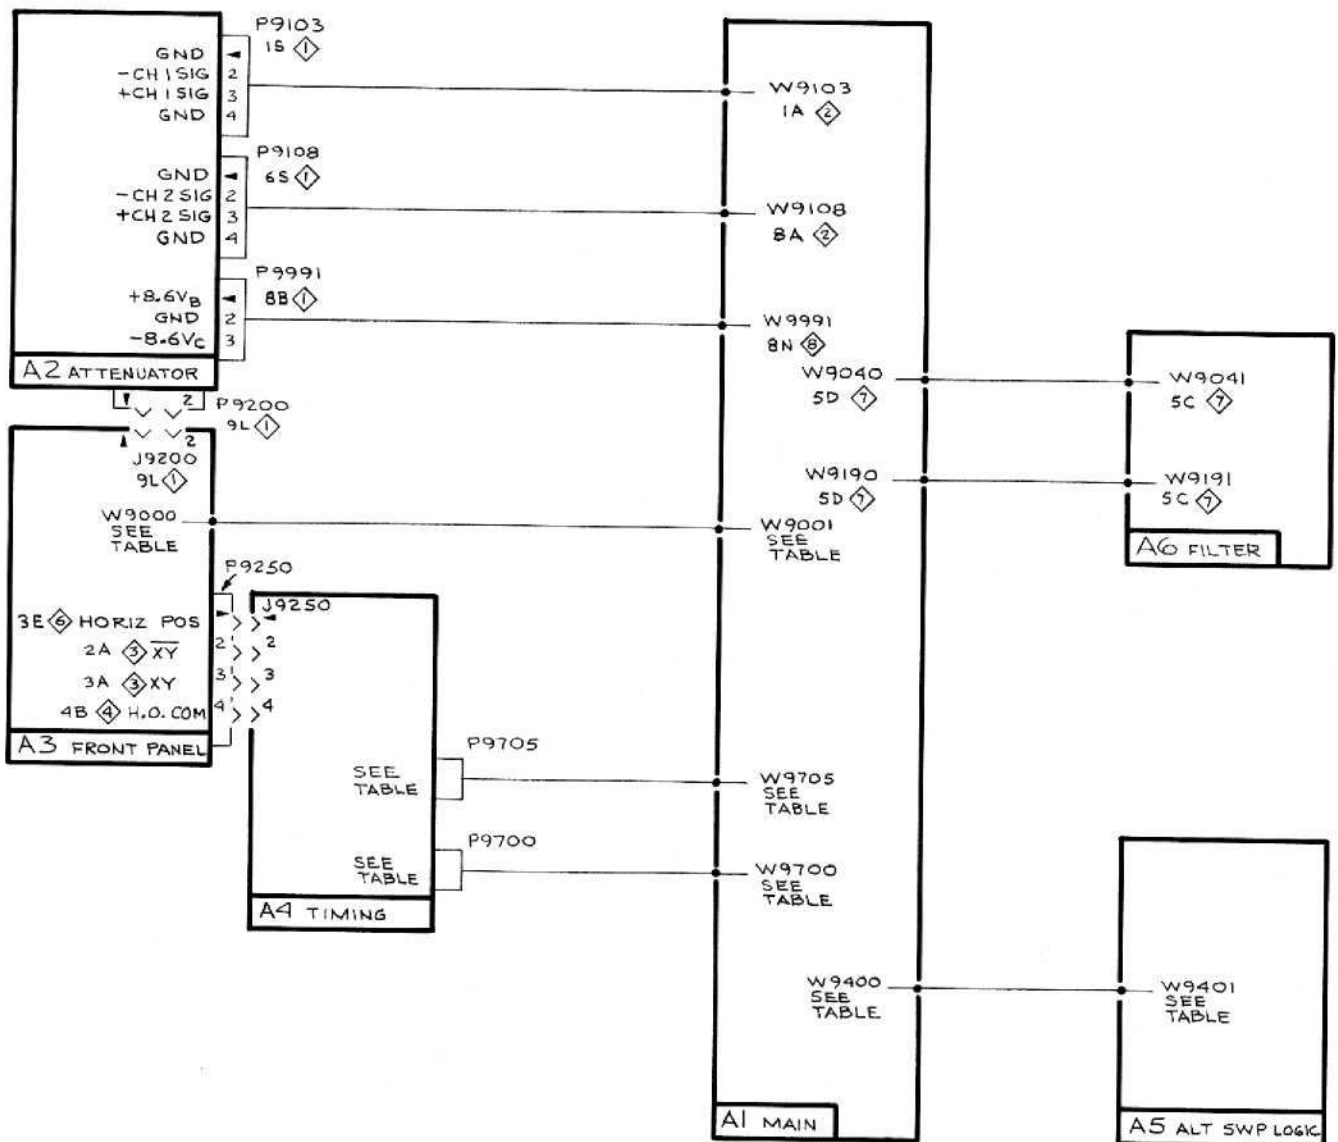 P9103
1S 1
GND
-CH 1 SIG 2
+CH 1 SIG 3
GND 4
P9108
6S 1
GND
-CH 2 SIG 2
+CH 2 SIG 3
GND 4
P9991
8B 1
+8.6VB
GND 2
-8.6VC 3
A2 ATTENUATOR
2
P9200
9L 1
2
J9200
9L 1
W9000
SEE
TABLE
P9250
J9250
3E 6 HORIZ POS
2A 3 X̅Y̅ 2 2
3A 3 XY 3 3
4B 4 H.O. COM 4 4
A3 FRONT PANEL
P9705
SEE
TABLE
P9700
SEE
TABLE
A4 TIMING
W9103
1A 2
W9108
8A 2
W9991
8N 8
W9040
5D 7
W9190
5D 7
W9001
SEE
TABLE
W9705
SEE
TABLE
W9700
SEE
TABLE
W9400
SEE
TABLE
A1 MAIN
W9041
5C 7
W9191
5C 7
A6 FILTER
W9401
SEE
TABLE
A5 ALT SWP LOGIC